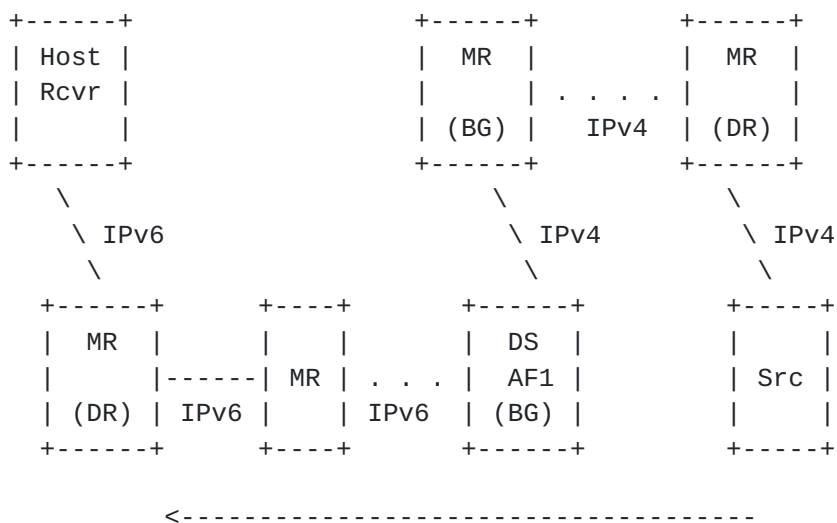 Host MR MR
Rcvr . . . .
(BG) IPv4 (DR)
IPv6 IPv4 IPv4
MR DS
MR . . . AF1 Src
(DR) IPv6 IPv6 (BG)